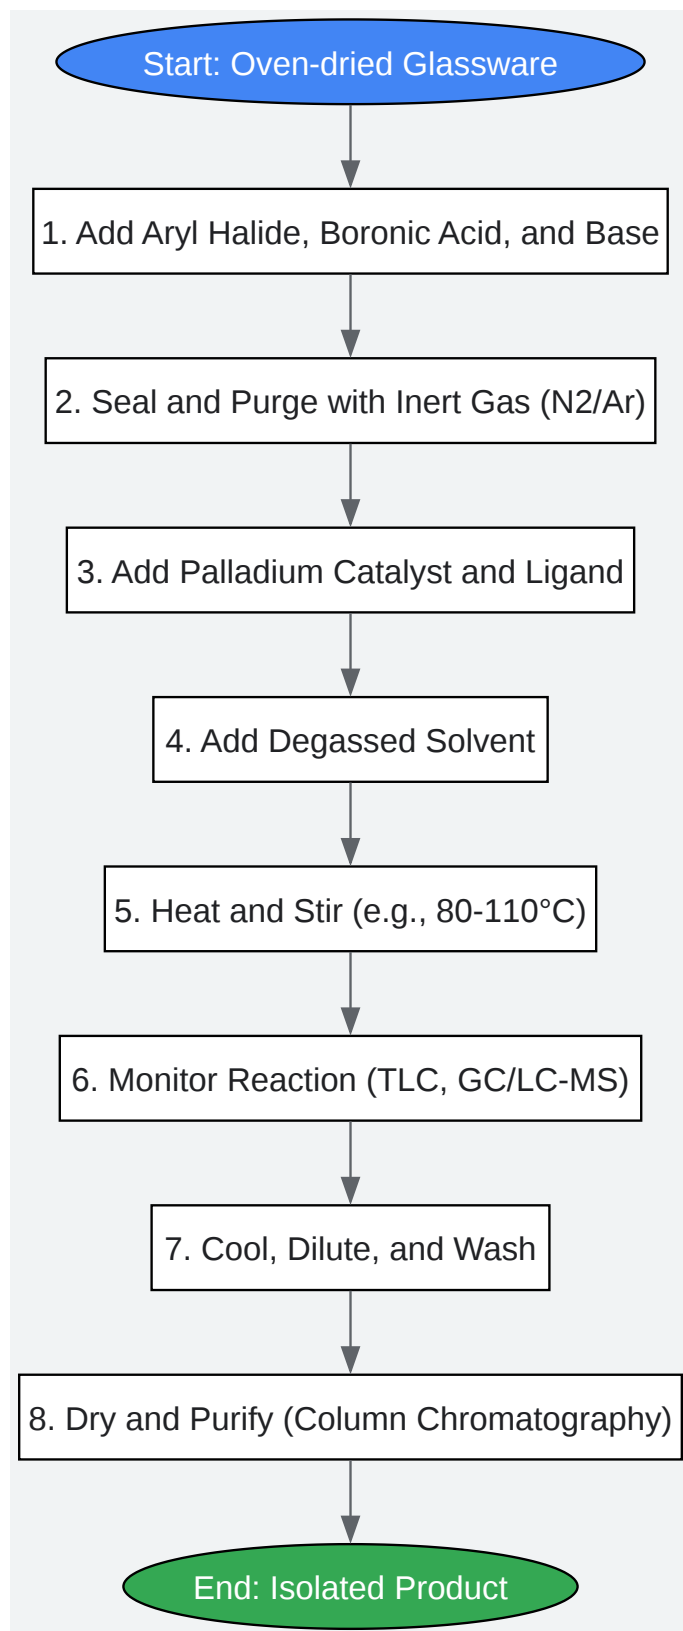 Start: Oven-dried Glassware
1. Add Aryl Halide, Boronic Acid, and Base
2. Seal and Purge with Inert Gas (N2/Ar)
3. Add Palladium Catalyst and Ligand
4. Add Degassed Solvent
5. Heat and Stir (e.g., 80-110°C)
6. Monitor Reaction (TLC, GC/LC-MS)
7. Cool, Dilute, and Wash
8. Dry and Purify (Column Chromatography)
End: Isolated Product